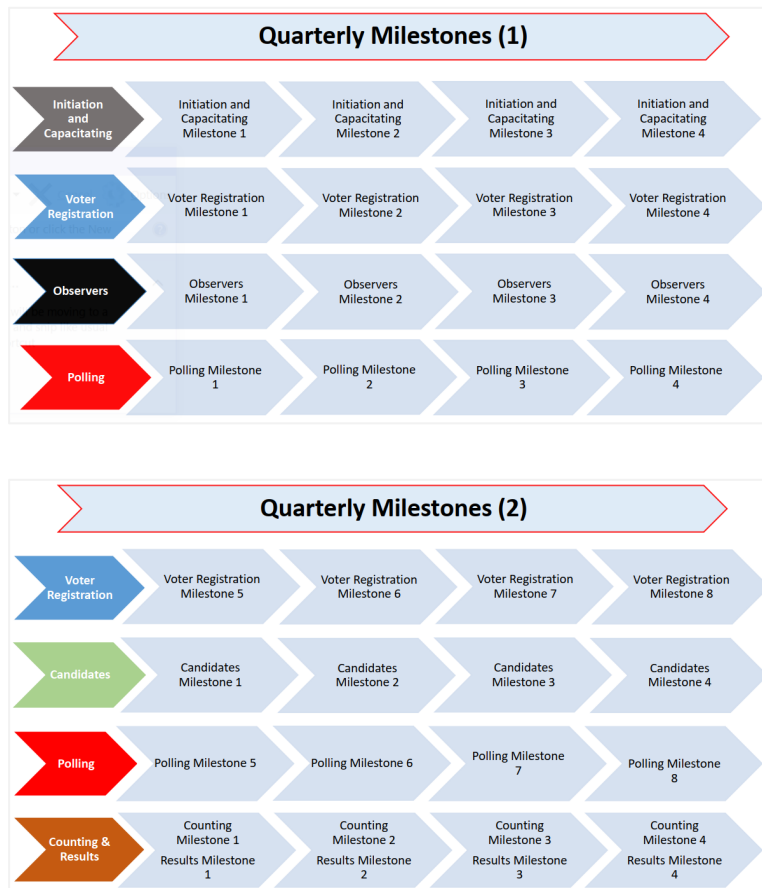 Quarterly Milestones (1)
Initiation
and
Capacitating
Initiation and
Capacitating
Milestone 1
Initiation and
Capacitating
Milestone 2
Initiation and
Capacitating
Milestone 3
Initiation and
Capacitating
Milestone 4
Voter
Registration
Voter Registration
Milestone 1
Voter Registration
Milestone 2
Voter Registration
Milestone 3
Voter Registration
Milestone 4
Observers
Observers
Milestone 1
Observers
Milestone 2
Observers
Milestone 3
Observers
Milestone 4
Polling
Polling Milestone
1
Polling Milestone
2
Polling Milestone
3
Polling Milestone
4
Quarterly Milestones (2)
Voter
Registration
Voter Registration
Milestone 5
Voter Registration
Milestone 6
Voter Registration
Milestone 7
Voter Registration
Milestone 8
Candidates
Candidates
Milestone 1
Candidates
Milestone 2
Candidates
Milestone 3
Candidates
Milestone 4
Polling
Polling Milestone 5
Polling Milestone 6
Polling Milestone
7
Polling Milestone
8
Counting &
Results
Counting
Milestone 1
Results Milestone
1
Counting
Milestone 2
Results Milestone
2
Counting
Milestone 3
Results Milestone
3
Counting
Milestone 4
Results Milestone
4